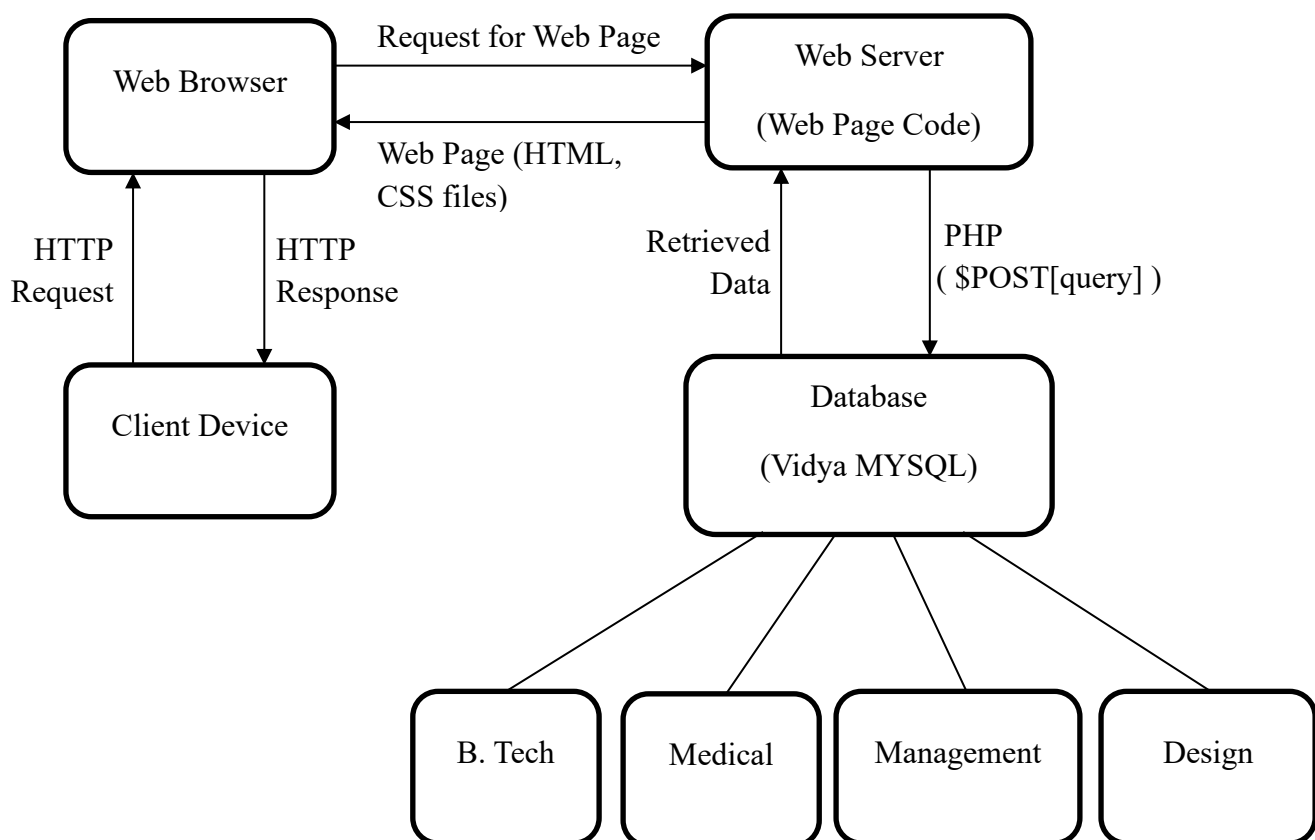 Request for Web Page
Web Browser
Web Server
(Web Page Code)
Web Page (HTML,
CSS files)
HTTP
Request
HTTP
Response
Retrieved
Data
PHP
( $POST[query] )
Client Device
Database
(Vidya MYSQL)
B. Tech
Medical
Management
Design